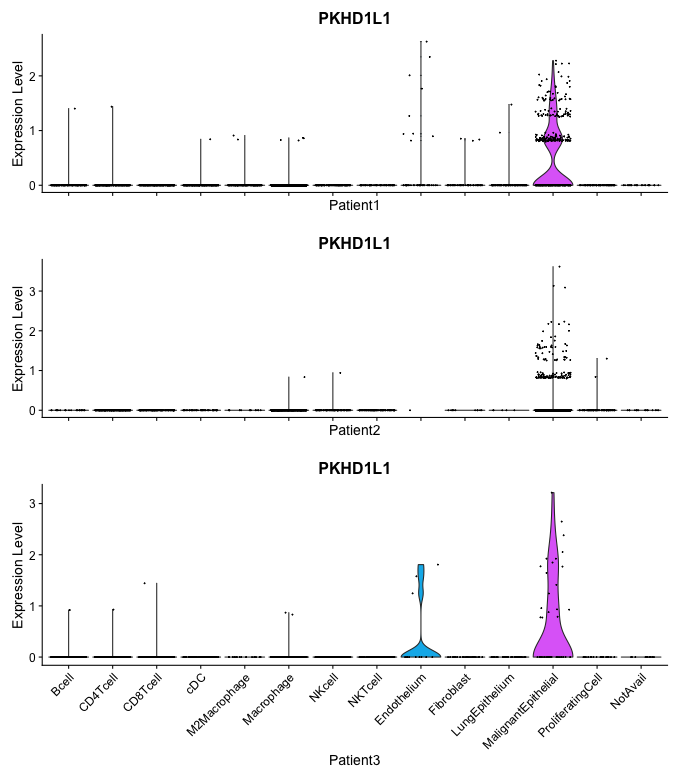 PKHD1L1
Expression Level
2
1
0
Patient1
PKHD1L1
Expression Level
3
2
1
0
Patient2
PKHD1L1
Expression Level
3
2
1
0
Bcell
CD4Tcell
CD8Tcell
cDC
M2Macrophage
Macrophage
NKcell
NKTcell
Endothelium
Fibroblast
LungEpithelium
MalignantEpithelial
ProliferatingCell
NotAvail
Patient3